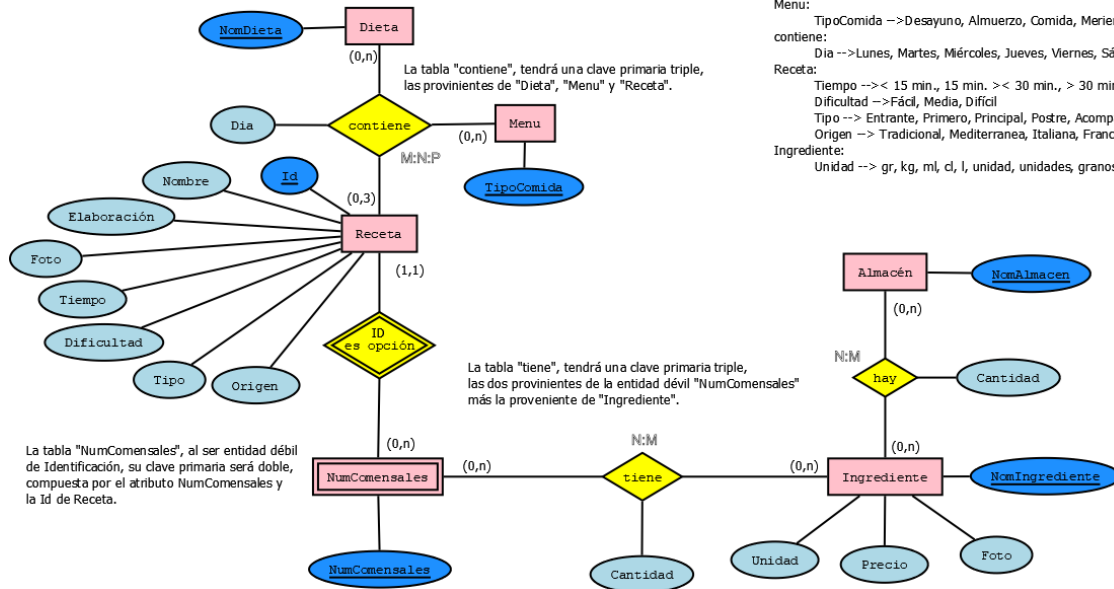 Menu:
TipoComida -->Desayuno, Almuerzo, Comida,
contiene:
Dia -->Lunes, Martes, Miércoles, Jueves, Viernes,
Receta:
Tiempo --> < 15 min., 15 min. >< 30 min., > 30
Dificultad -->Fácil, Media, Difícil
Tipo --> Entrante, Primero, Principal, Postre,
Origen --> Tradicional, Mediterranea, Italiana,
Ingrediente:
Unidad --> gr, kg, ml, cl, l, unidad, unidades,
NomDieta
Dieta
(0,n)
La tabla "contiene", tendrá una clave primaria triple,
las provinientes de "Dieta", "Menu" y "Receta".
Dia
contiene
(0,n)
Menu
M:N:P
TipoComida
Nombre
Id
(0,3)
Elaboración
Receta
Foto
(1,1)
Tiempo
Dificultad
Tipo
Origen
ID
es opción
Almacén
NomAlmacen
(0,n)
N:M
hay
Cantidad
(0,n)
La tabla "tiene", tendrá una clave primaria triple,
las dos provinientes de la entidad dévil "NumComensales"
más la proveniente de "Ingrediente".
La tabla "NumComensales", al ser entidad débil
de Identificación, su clave primaria será doble,
compuesta por el atributo NumComensales y
la Id de Receta.
(0,n)
NumComensales
(0,n)
N:M
tiene
(0,n)
Ingrediente
NomIngrediente
NumComensales
Cantidad
Unidad
Precio
Foto